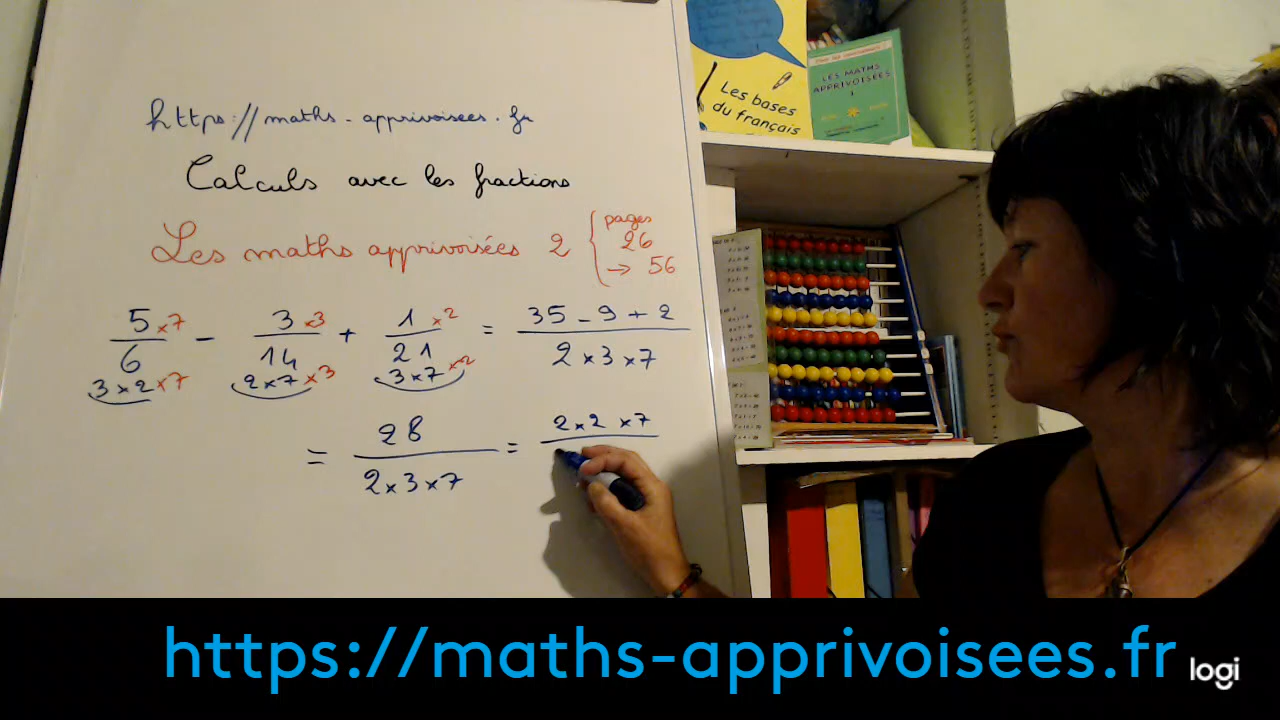 https://maths-apprivoisees.fr
Calculs avec les fractions
Les maths apprivoisées 2 { pages 26 → 56
5×7 / 6 - 3×3 / 14 + 1×2 / 21 = 35 - 9 + 2 / 2×3×7
3×2×7 2×7×3 3×7×2
= 28 / 2×3×7 = 2×2×7
Les bases
du français
LES MATHS
APPRIVOISÉES
https://maths-apprivoisees.fr
logi